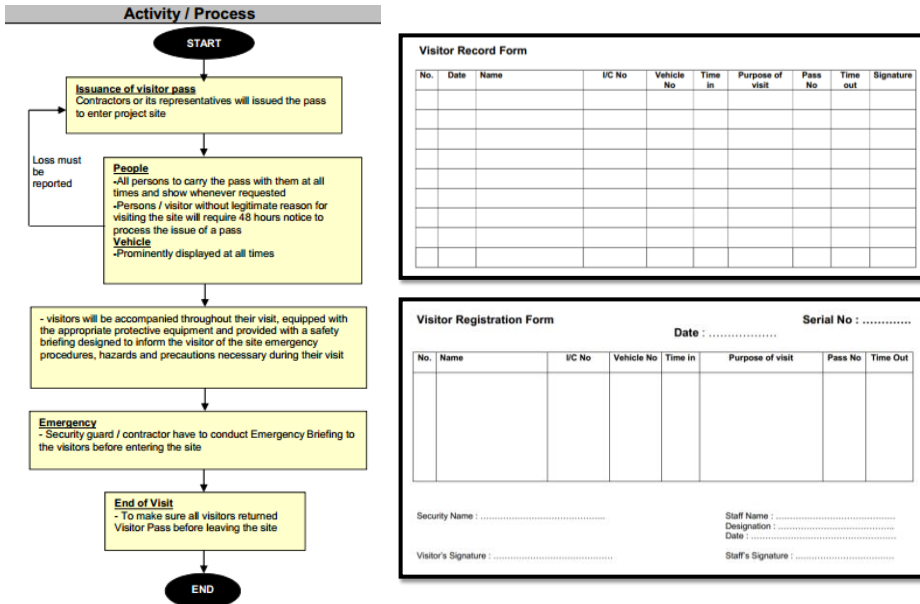 Activity / Process
START
Issuance of visitor pass
Contractors or its representatives will issued the pass
to enter project site
Loss must
be
reported
People
-All persons to carry the pass with them at all
times and show whenever requested
-Persons / visitor without legitimate reason for
visiting the site will require 48 hours notice to
process the issue of a pass
Vehicle
-Prominently displayed at all times
- visitors will be accompanied throughout their visit, equipped with
the appropriate protective equipment and provided with a safety
briefing designed to inform the visitor of the site emergency
procedures, hazards and precautions necessary during their visit
Emergency
- Security guard / contractor have to conduct Emergency Briefing to
the visitors before entering the site
End of Visit
- To make sure all visitors returned
Visitor Pass before leaving the site
END
Visitor Record Form
No. Date Name I/C No Vehicle No Time in Purpose of visit Pass No Time out Signature
Visitor Registration Form
Serial No : ............
Date : ..................
No. Name I/C No Vehicle No Time in Purpose of visit Pass No Time Out
Security Name : ..........................................
Staff Name : ........................................
Designation : .......................................
Date : .................................................
Visitor's Signature : ........................................
Staff's Signature : ...................................